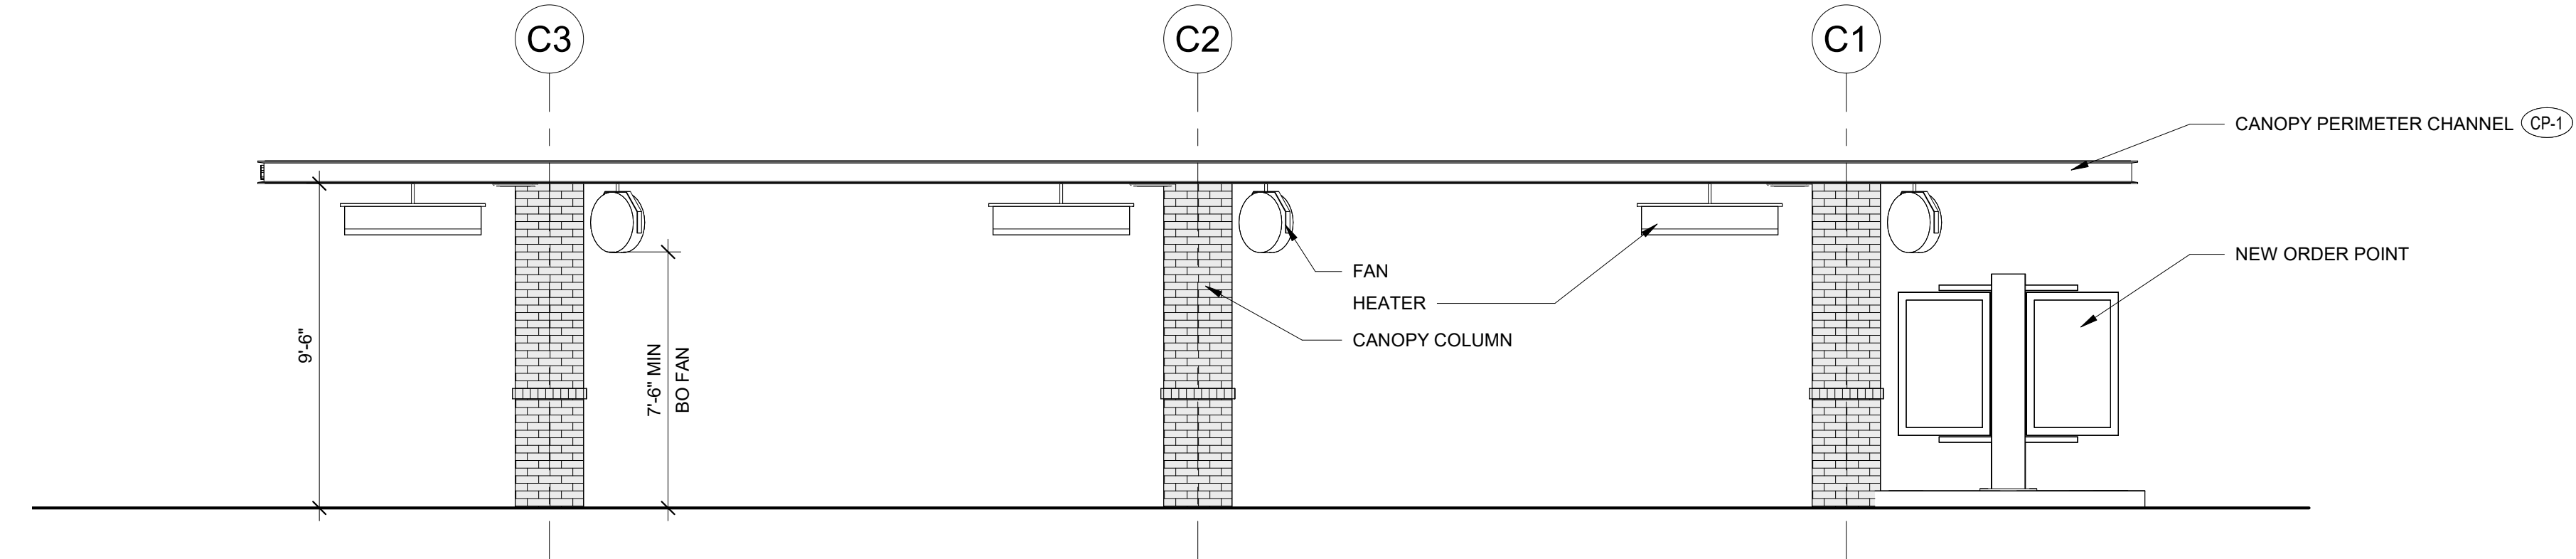 C3
C2
C1
CANOPY PERIMETER CHANNEL CP-1
NEW ORDER POINT
FAN
HEATER
CANOPY COLUMN
9'-6"
7'-6" MIN
BO FAN